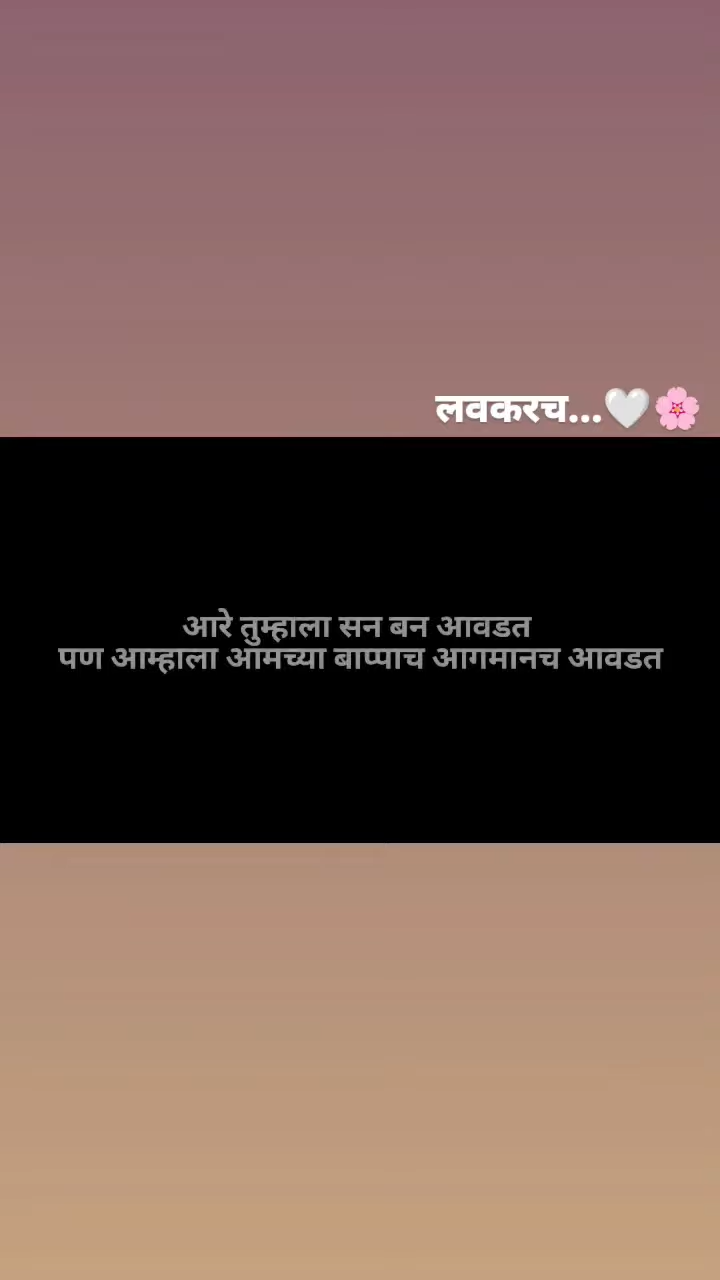 लवकरच...🤍🌸
आरे तुम्हाला सन बन आवडत
पण आम्हाला आमच्या बाप्पाच आगमानच आवडत